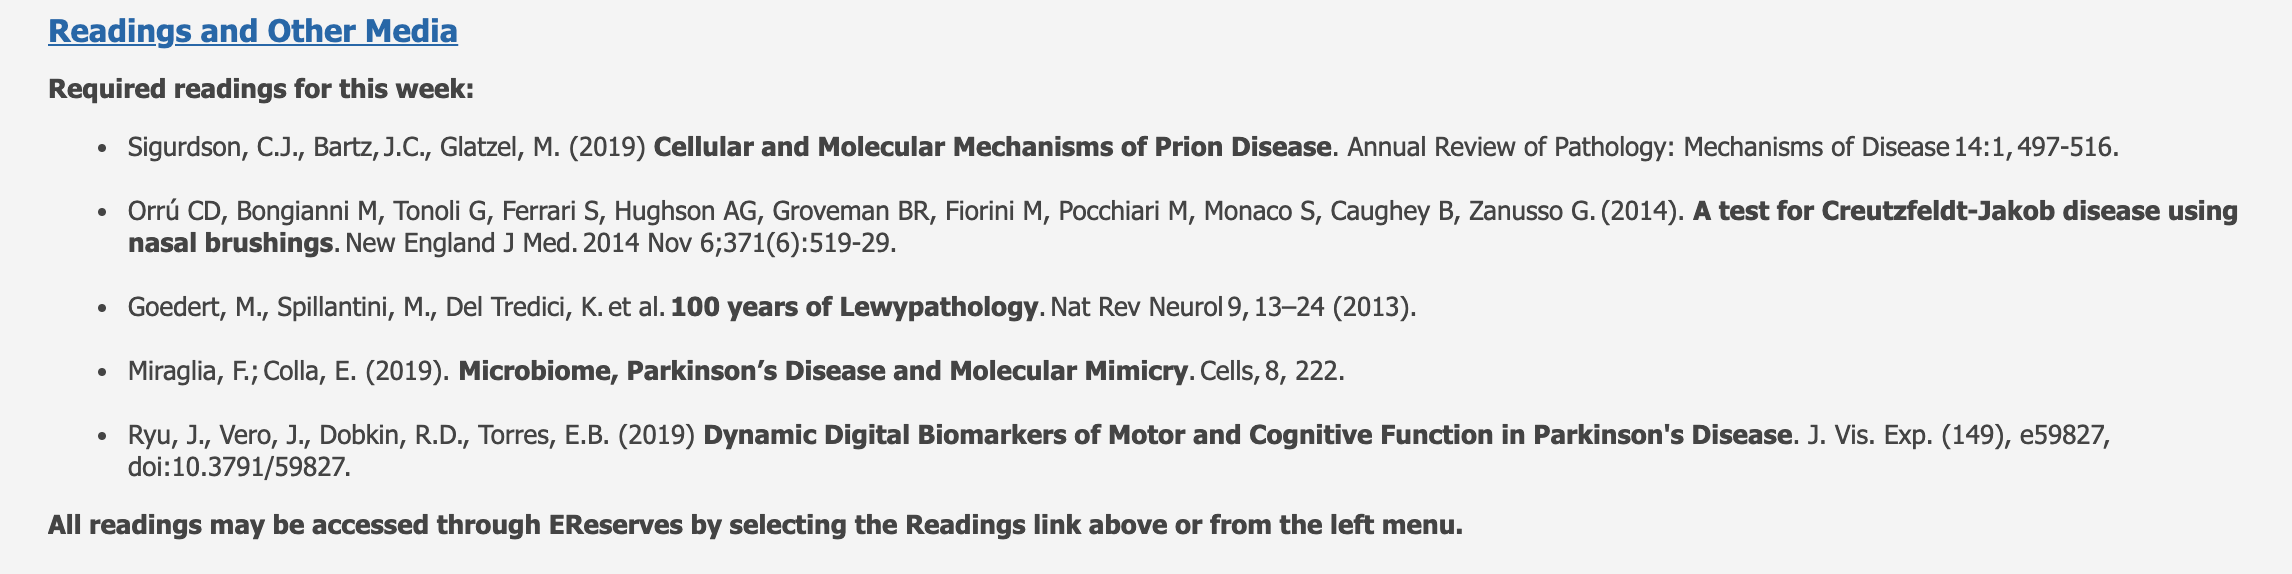 Readings and Other Media
Required readings for this week:
• Sigurdson, C.J., Bartz, J.C., Glatzel, M. (2019) Cellular and Molecular Mechanisms of Prion Disease. Annual Review of Pathology: Mechanisms of Disease 14:1, 497-516.
• Orrú CD, Bongianni M, Tonoli G, Ferrari S, Hughson AG, Groveman BR, Fiorini M, Pocchiari M, Monaco S, Caughey B, Zanusso G. (2014). A test for Creutzfeldt-Jakob disease using
nasal brushings. New England J Med. 2014 Nov 6;371(6):519-29.
• Goedert, M., Spillantini, M., Del Tredici, K. et al. 100 years of Lewypathology. Nat Rev Neurol 9, 13–24 (2013).
• Miraglia, F.; Colla, E. (2019). Microbiome, Parkinson’s Disease and Molecular Mimicry. Cells, 8, 222.
• Ryu, J., Vero, J., Dobkin, R.D., Torres, E.B. (2019) Dynamic Digital Biomarkers of Motor and Cognitive Function in Parkinson's Disease. J. Vis. Exp. (149), e59827,
doi:10.3791/59827.
All readings may be accessed through EReserves by selecting the Readings link above or from the left menu.